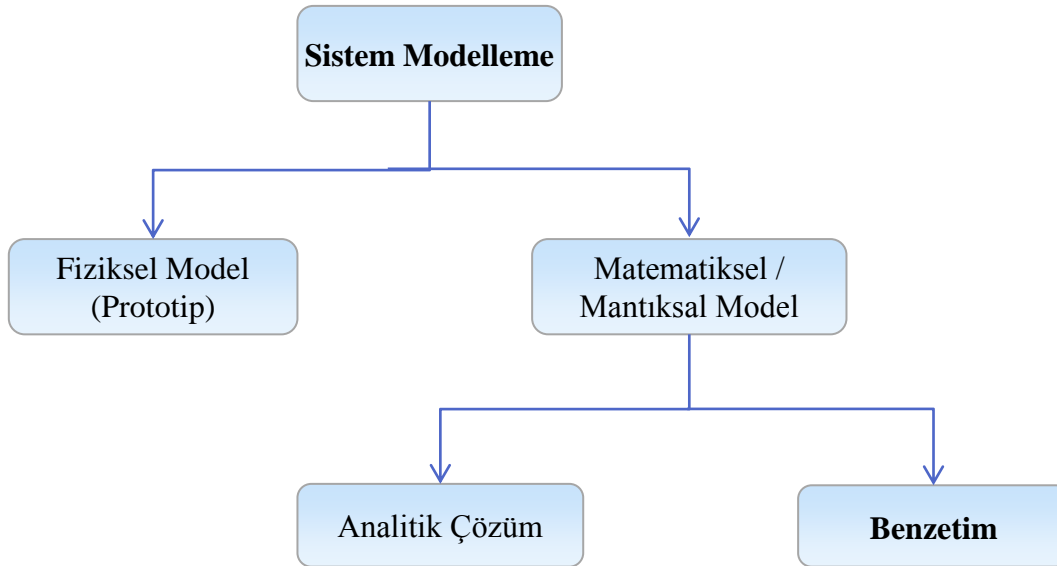 Sistem Modelleme
Fiziksel Model
(Prototip)
Matematiksel /
Mantıksal Model
Analitik Çözüm
Benzetim